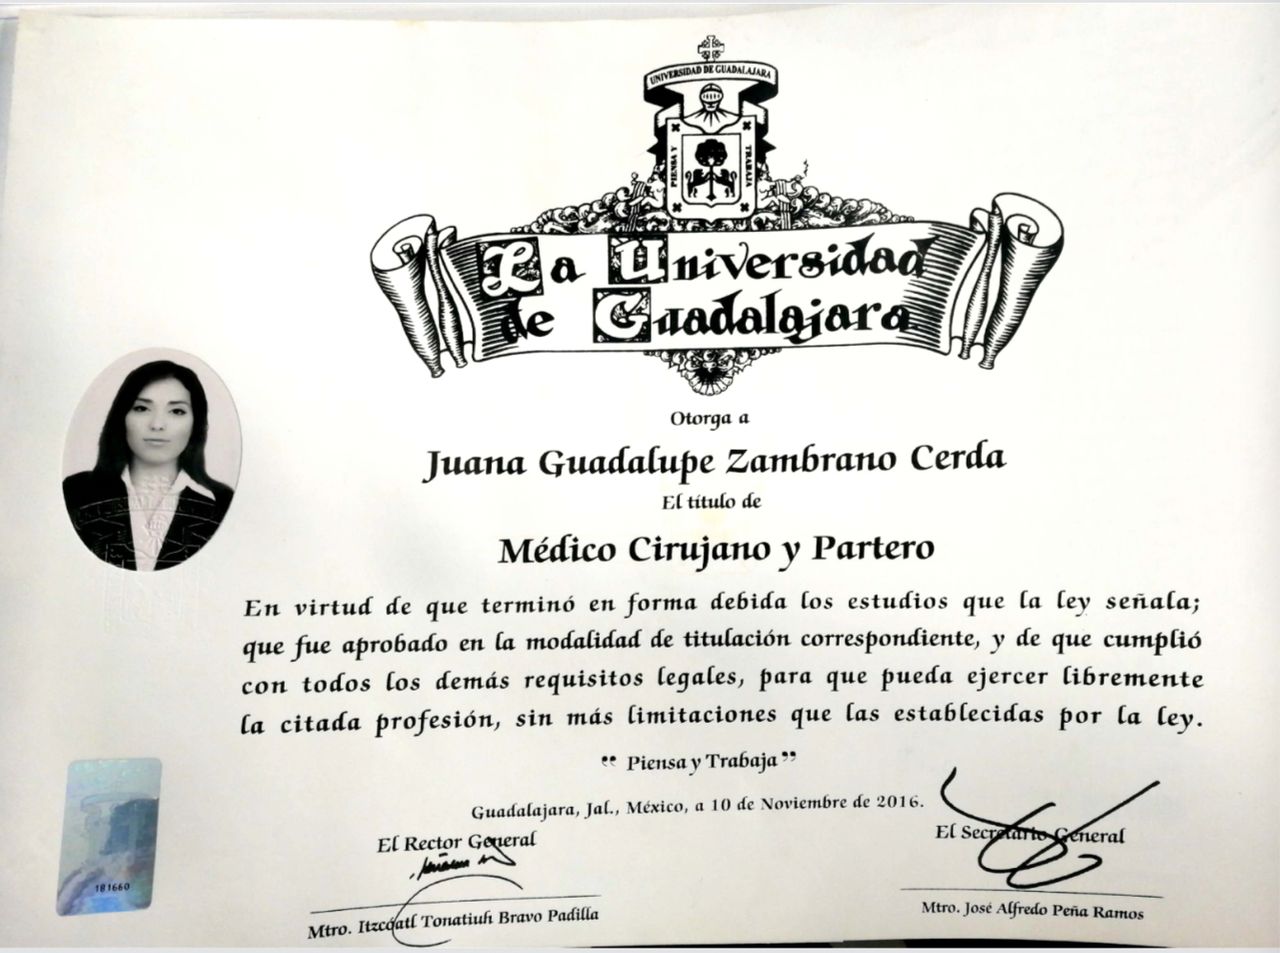 UNIVERSIDAD DE GUADALAJARA
PIENSA Y
TRABAJA
La Universidad
de Guadalajara
Otorga a
Juana Guadalupe Zambrano Cerda
El título de
Médico Cirujano y Partero
En virtud de que terminó en forma debida los estudios que la ley señala;
que fue aprobado en la modalidad de titulación correspondiente, y de que cumplió
con todos los demás requisitos legales, para que pueda ejercer libremente
la citada profesión, sin más limitaciones que las establecidas por la ley.
“ Piensa y Trabaja ”
Guadalajara, Jal., México, a 10 de Noviembre de 2016.
El Rector General
Mtro. Itzcóatl Tonatiuh Bravo Padilla
El Secretario General
Mtro. José Alfredo Peña Ramos
181660